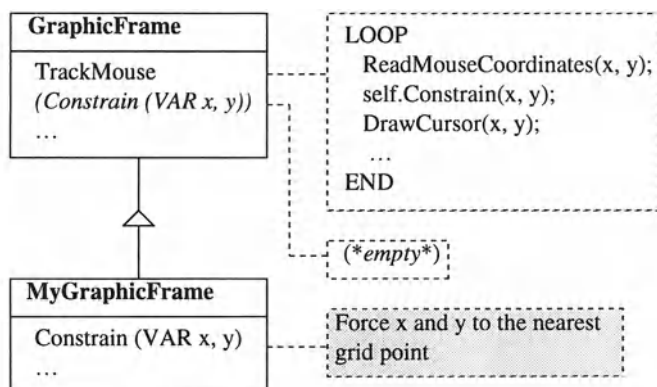 GraphicFrame
TrackMouse
(Constrain (VAR x, y))
...
LOOP
ReadMouseCoordinates(x, y);
self.Constrain(x, y);
DrawCursor(x, y);
...
END
(*empty*)
MyGraphicFrame
Constrain (VAR x, y)
...
Force x and y to the nearest
grid point